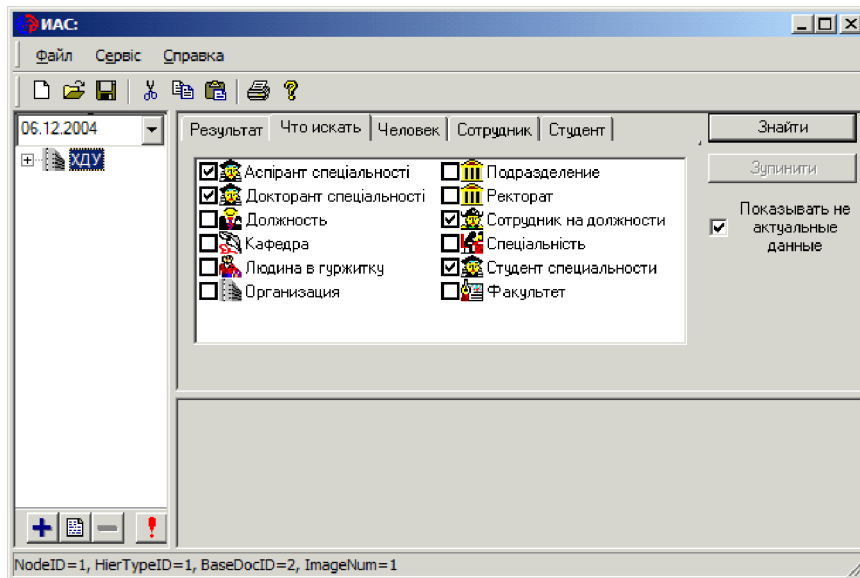 ИАС:
Файл Сервіс Справка
06.12.2004
ХДУ
Результат Что искать Человек Сотрудник Студент
Аспірант спеціальності
Докторант спеціальності
Должность
Кафедра
Людина в гуржитку
Организация
Подразделение
Ректорат
Сотрудник на должности
Спеціальність
Студент специальности
Факультет
Знайти
Зупинити
Показывать не
актуальные
данные
NodeID=1, HierTypeID=1, BaseDocID=2, ImageNum=1